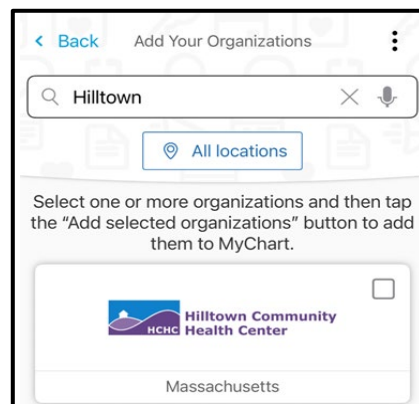 Back
Add Your Organizations
Hilltown
All locations
Select one or more organizations and then tap
the “Add selected organizations” button to add
them to MyChart.
HCHC
Hilltown Community
Health Center
Massachusetts